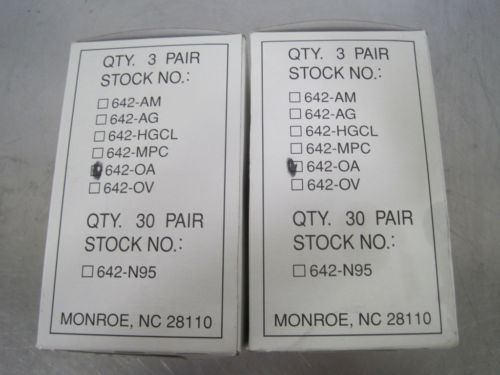 QTY. 3 PAIR
STOCK NO.:
642-AM
642-AG
642-HGCL
642-MPC
642-OA
642-OV
QTY. 30 PAIR
STOCK NO.:
642-N95
MONROE, NC 28110
QTY. 3 PAIR
STOCK NO.:
642-AM
642-AG
642-HGCL
642-MPC
642-OA
642-OV
QTY. 30 PAIR
STOCK NO.:
642-N95
MONROE, NC 28110